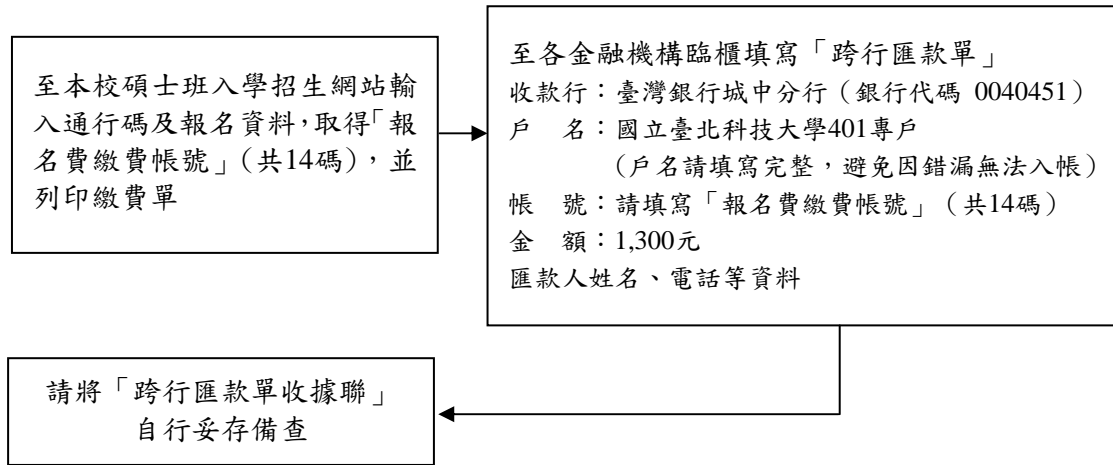 至本校碩士班入學招生網站輸
入通行碼及報名資料,取得「報
名費繳費帳號」(共14碼),並
列印繳費單
至各金融機構臨櫃填寫「跨行匯款單」
收款行:臺灣銀行城中分行(銀行代碼 0040451)
戶 名:國立臺北科技大學401專戶
(戶名請填寫完整,避免因錯漏無法入帳)
帳 號:請填寫「報名費繳費帳號」(共14碼)
金 額:1,300元
匯款人姓名、電話等資料
請將「跨行匯款單收據聯」
自行妥存備查